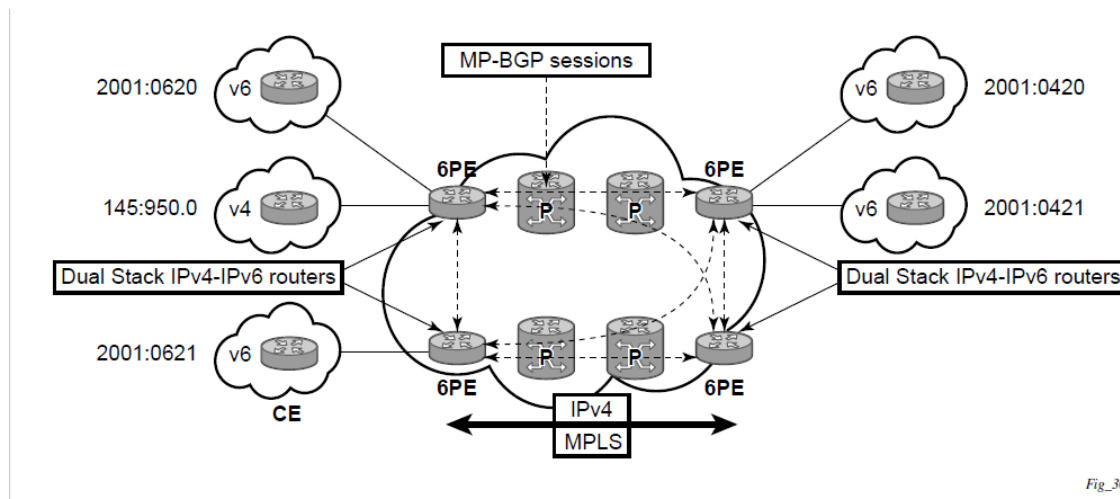 MP-BGP sessions
2001:0620
v6
v6
2001:0420
6PE
6PE
145:950.0
v4
P
P
v6
2001:0421
Dual Stack IPv4-IPv6 routers
Dual Stack IPv4-IPv6 routers
2001:0621
v6
P
P
CE
6PE
6PE
IPv4
MPLS